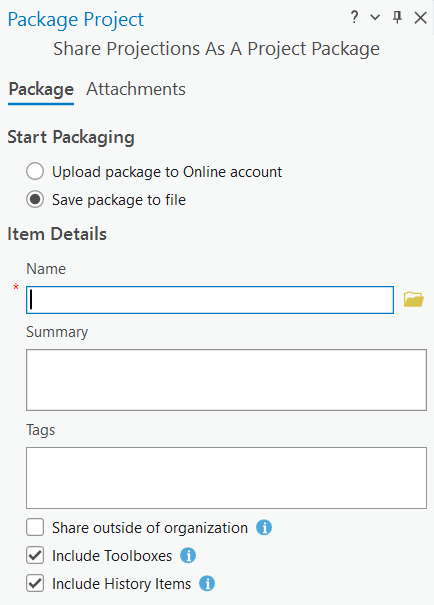 Package Project
?
Share Projections As A Project Package
Package Attachments
Start Packaging
Upload package to Online account
Save package to file
Item Details
Name
*
Summary
Tags
Share outside of organization i
Include Toolboxes i
Include History Items i